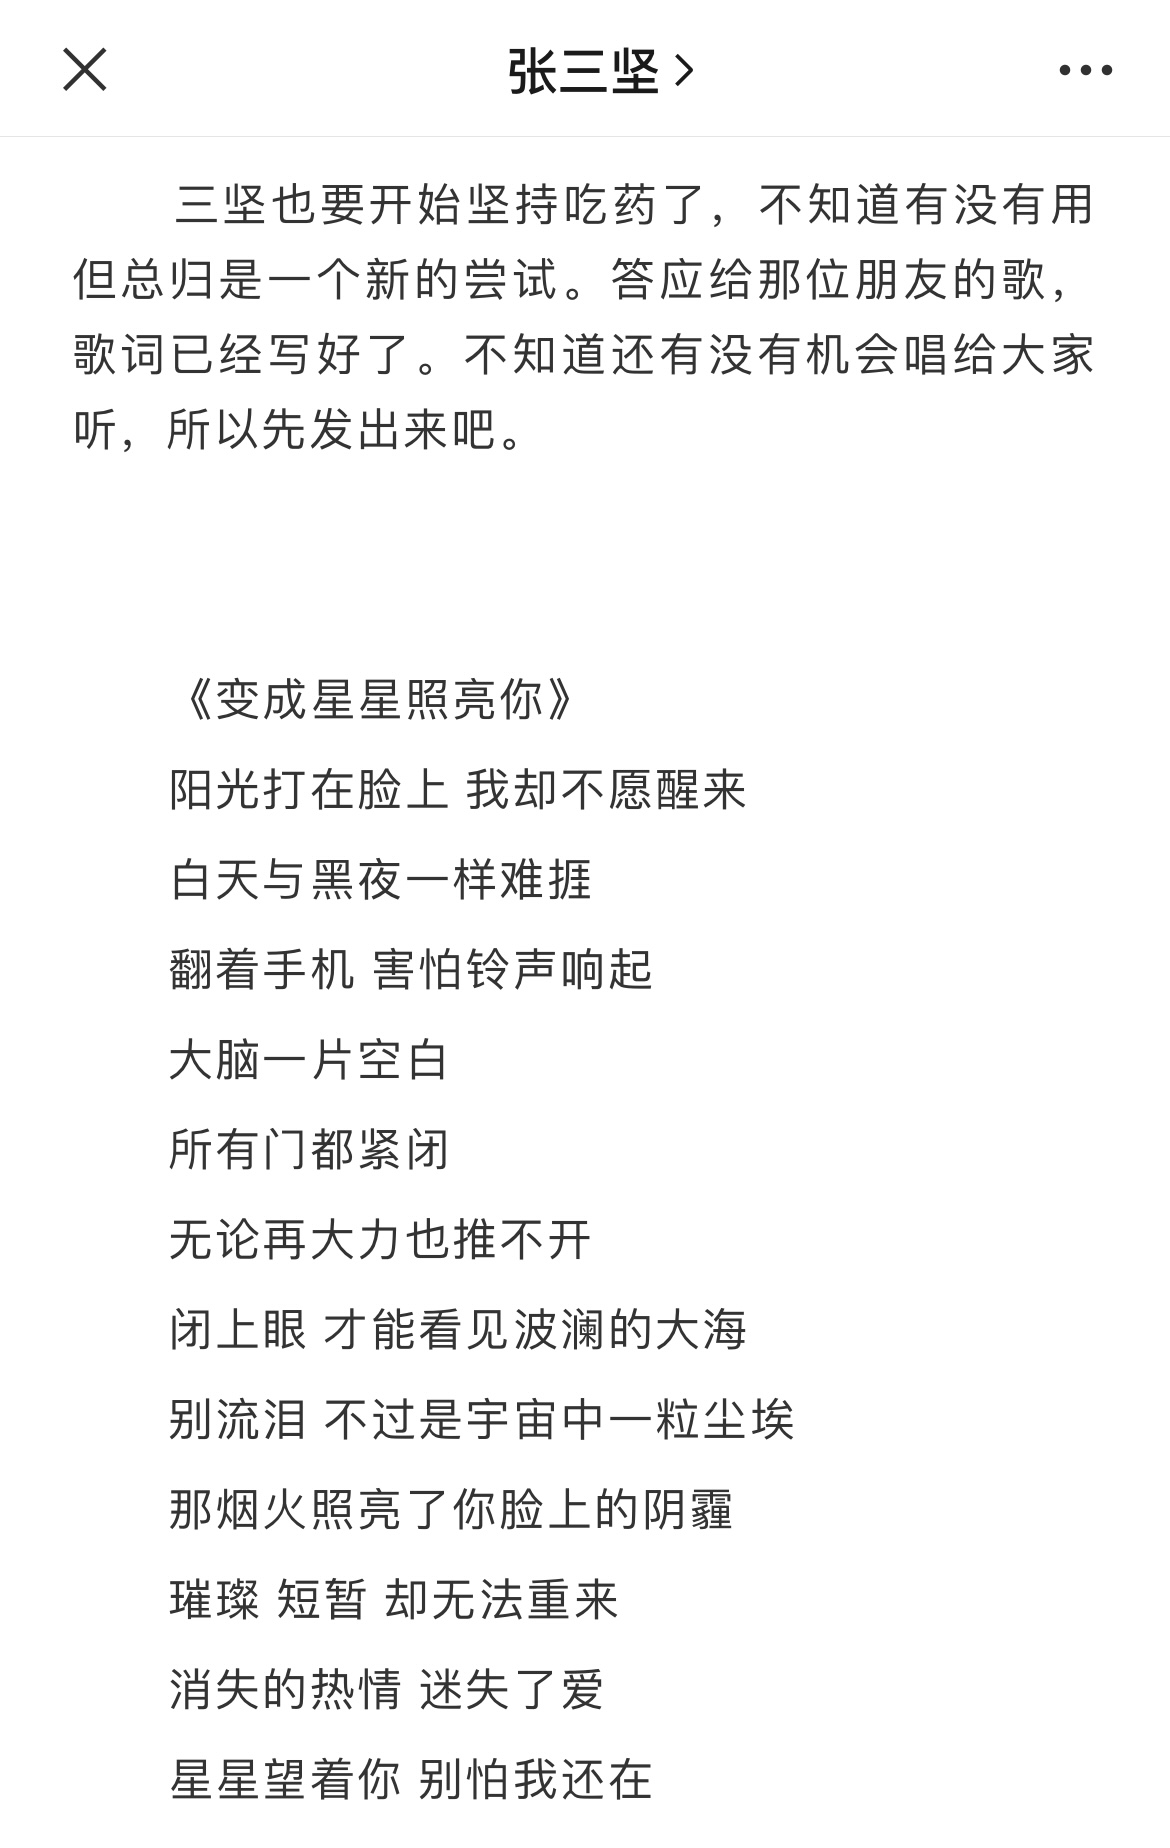 张三坚
三坚也要开始坚持吃药了，不知道有没有用
但总归是一个新的尝试。答应给那位朋友的歌，
歌词已经写好了。不知道还有没有机会唱给大家
听，所以先发出来吧。
《变成星星照亮你》
阳光打在脸上 我却不愿醒来
白天与黑夜一样难捱
翻着手机 害怕铃声响起
大脑一片空白
所有门都紧闭
无论再大力也推不开
闭上眼 才能看见波澜的大海
别流泪 不过是宇宙中一粒尘埃
那烟火照亮了你脸上的阴霾
璀璨 短暂 却无法重来
消失的热情 迷失了爱
星星望着你 别怕我还在